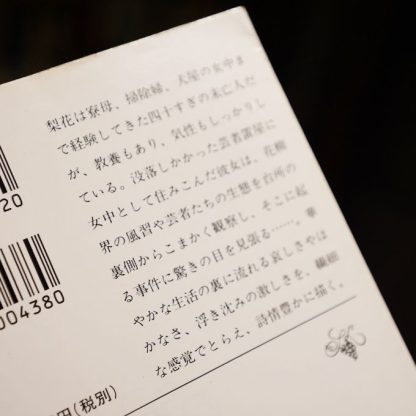 梨花は寮母、掃除婦、犬屋の女中ま
で経験してきた四十すぎの未亡人だ
が、教養もあり、気性もしっかりし
ている。没落しかかった芸者置屋に
女中として住みこんだ彼女は、花柳
界の風習や芸者たちの生態を台所の
裏側からこまかく観察し、そこに起
る事件に驚きの目を見張る……。華
やかな生活の裏に流れる哀しさやは
かなさ、浮き沈みの激しさを、繊細
な感覚でとらえ、詩情豊かに描く。
20
004380
円(税別)